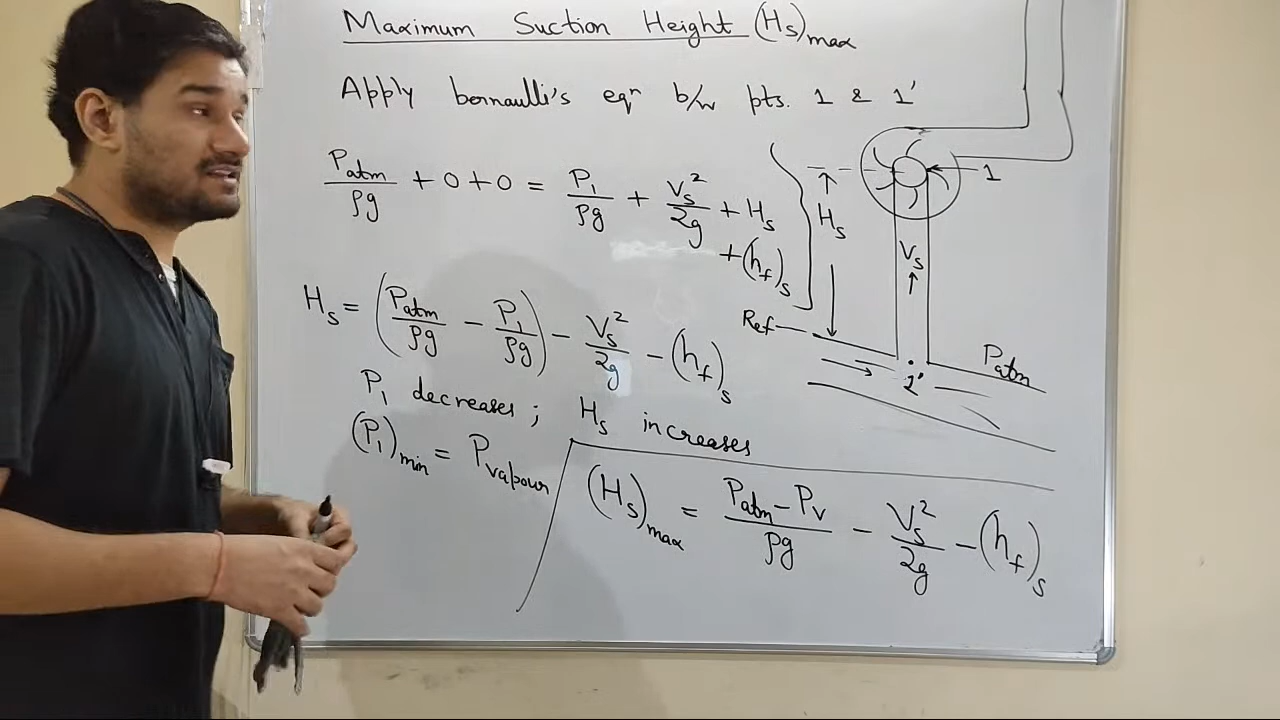 Maximum Suction Height (Hs)max
Apply bernaulli's eqn b/w pts. 1 & 1'
Patm/ρg + 0 + 0 = P1/ρg + Vs²/2g + Hs
+ (hf)s
Hs = (Patm/ρg − P1/ρg) − Vs²/2g − (hf)s
P1 decreases ; Hs increases
(P1)min = Pvapour
(Hs)max = Patm − Pv/ρg − Vs²/2g − (hf)s
1
Hs
Vs
Ref
Patm
1'